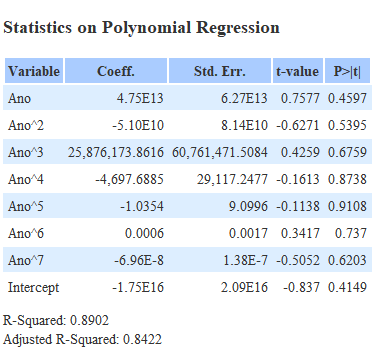 Statistics on Polynomial Regression
Variable Coeff. Std. Err. t-value P>|t|
Ano 4.75E13 6.27E13 0.7577 0.4597
Ano^2 -5.10E10 8.14E10 -0.6271 0.5395
Ano^3 25,876,173.8616 60,761,471.5084 0.4259 0.6759
Ano^4 -4,697.6885 29,117.2477 -0.1613 0.8738
Ano^5 -1.0354 9.0996 -0.1138 0.9108
Ano^6 0.0006 0.0017 0.3417 0.737
Ano^7 -6.96E-8 1.38E-7 -0.5052 0.6203
Intercept -1.75E16 2.09E16 -0.837 0.4149
R-Squared: 0.8902
Adjusted R-Squared: 0.8422